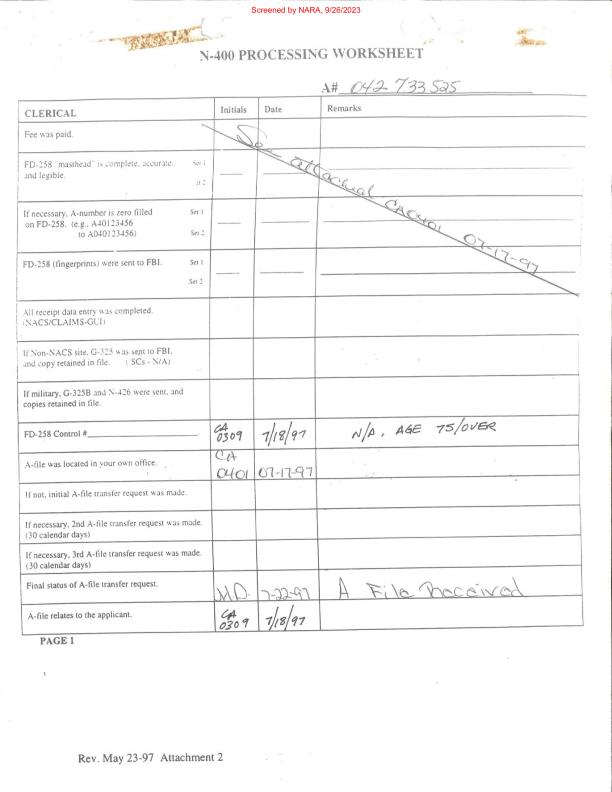 Screened by NARA, 9/26/2023
N-400 PROCESSING WORKSHEET
A# 042 733 525
CLERICAL Initials Date Remarks
Fee was paid.
See attached CA0401 07-17-97
FD-258 "masthead" is complete, accurate, Set 1
and legible.
If necessary, A-number is zero filled Set 1
on FD-258. (e.g., A40123456
to A040123456) Set 2
FD-258 (fingerprints) were sent to FBI. Set 1
Set 2
All receipt data entry was completed.
(NACS/CLAIMS-GUI)
If Non-NACS site, G-325 was sent to FBI,
and copy retained in file. ( SCs - N/A)
If military, G-325B and N-426 were sent, and
copies retained in file.
FD-258 Control # CA 0309 7/18/97 N/A, AGE 75/OVER
A-file was located in your own office. CA 0401 07-17-97
If not, initial A-file transfer request was made.
If necessary, 2nd A-file transfer request was made.
(30 calendar days)
If necessary, 3rd A-file transfer request was made.
(30 calendar days)
Final status of A-file transfer request. M.D. 7-22-97 A File Received
A-file relates to the applicant. CA 0309 7/18/97
PAGE 1
Rev. May 23-97 Attachment 2